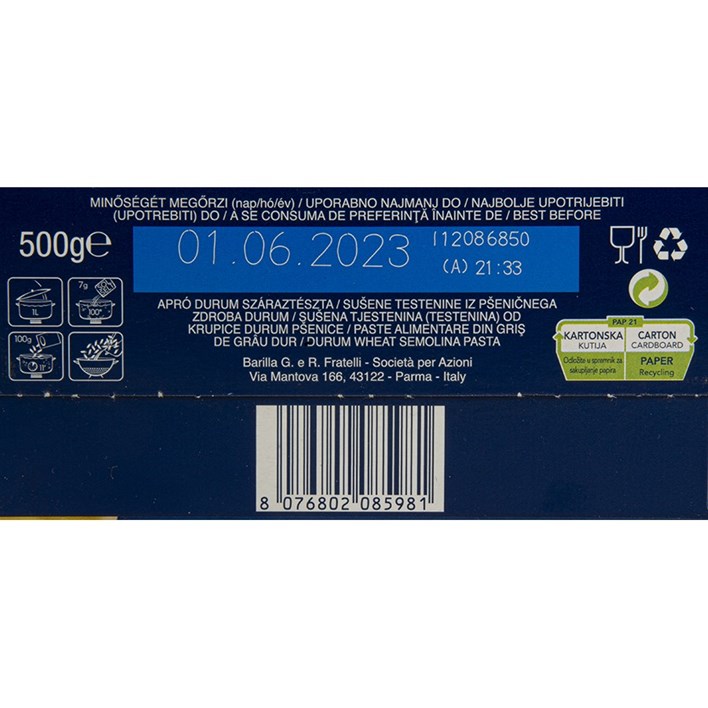 MINŐSÉGÉT MEGŐRZI (nap/hó/év) / UPORABNO NAJMANJ DO / NAJBOLJE UPOTRIJEBITI
(UPOTREBITI) DO / A SE CONSUMA DE PREFERINŢĂ ÎNAINTE DE / BEST BEFORE
500g℮
01.06.2023
I12086850
(A) 21:33
1L
7g
100°
100g
APRÓ DURUM SZÁRAZTÉSZTA / SUŠENE TESTENINE IZ PŠENIČNEGA
ZDROBA DURUM / SUŠENA TJESTENINA (TESTENINA) OD
KRUPICE DURUM PŠENICE / PASTE ALIMENTARE DIN GRIŞ
DE GRÂU DUR / DURUM WHEAT SEMOLINA PASTA
Barilla G. e R. Fratelli - Società per Azioni
Via Mantova 166, 43122 - Parma - Italy
PAP 21
KARTONSKA
KUTIJA
Odložite u spremnik za
sakupljanje papira
CARTON
CARDBOARD
PAPER
Recycling
8 076802 085981